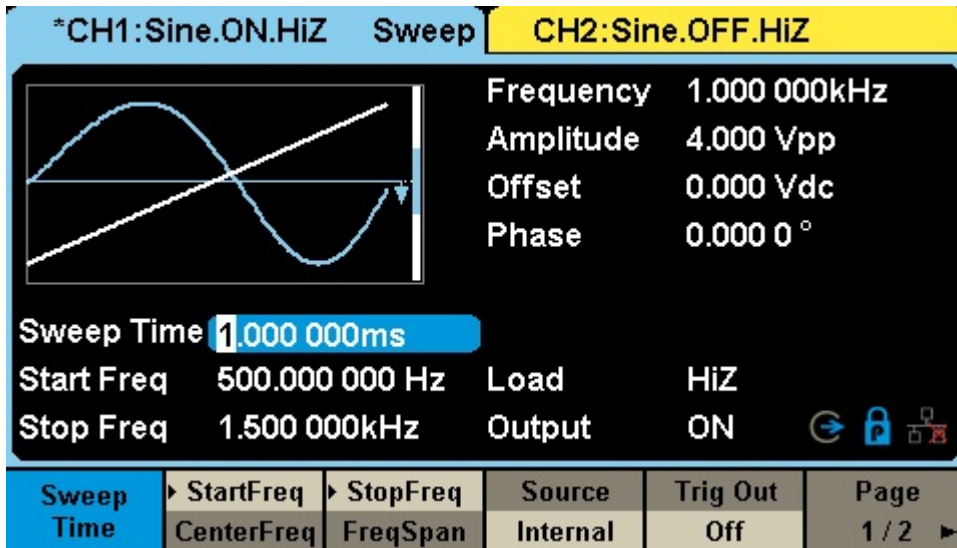 *CH1:Sine.ON.HiZ Sweep CH2:Sine.OFF.HiZ
Frequency 1.000 000kHz
Amplitude 4.000 Vpp
Offset 0.000 Vdc
Phase 0.000 0 °
Sweep Time 1.000 000ms
Start Freq 500.000 000 Hz Load HiZ
Stop Freq 1.500 000kHz Output ON P
Sweep Time StartFreq StopFreq Source Trig Out Page
CenterFreq FreqSpan Internal Off 1 / 2